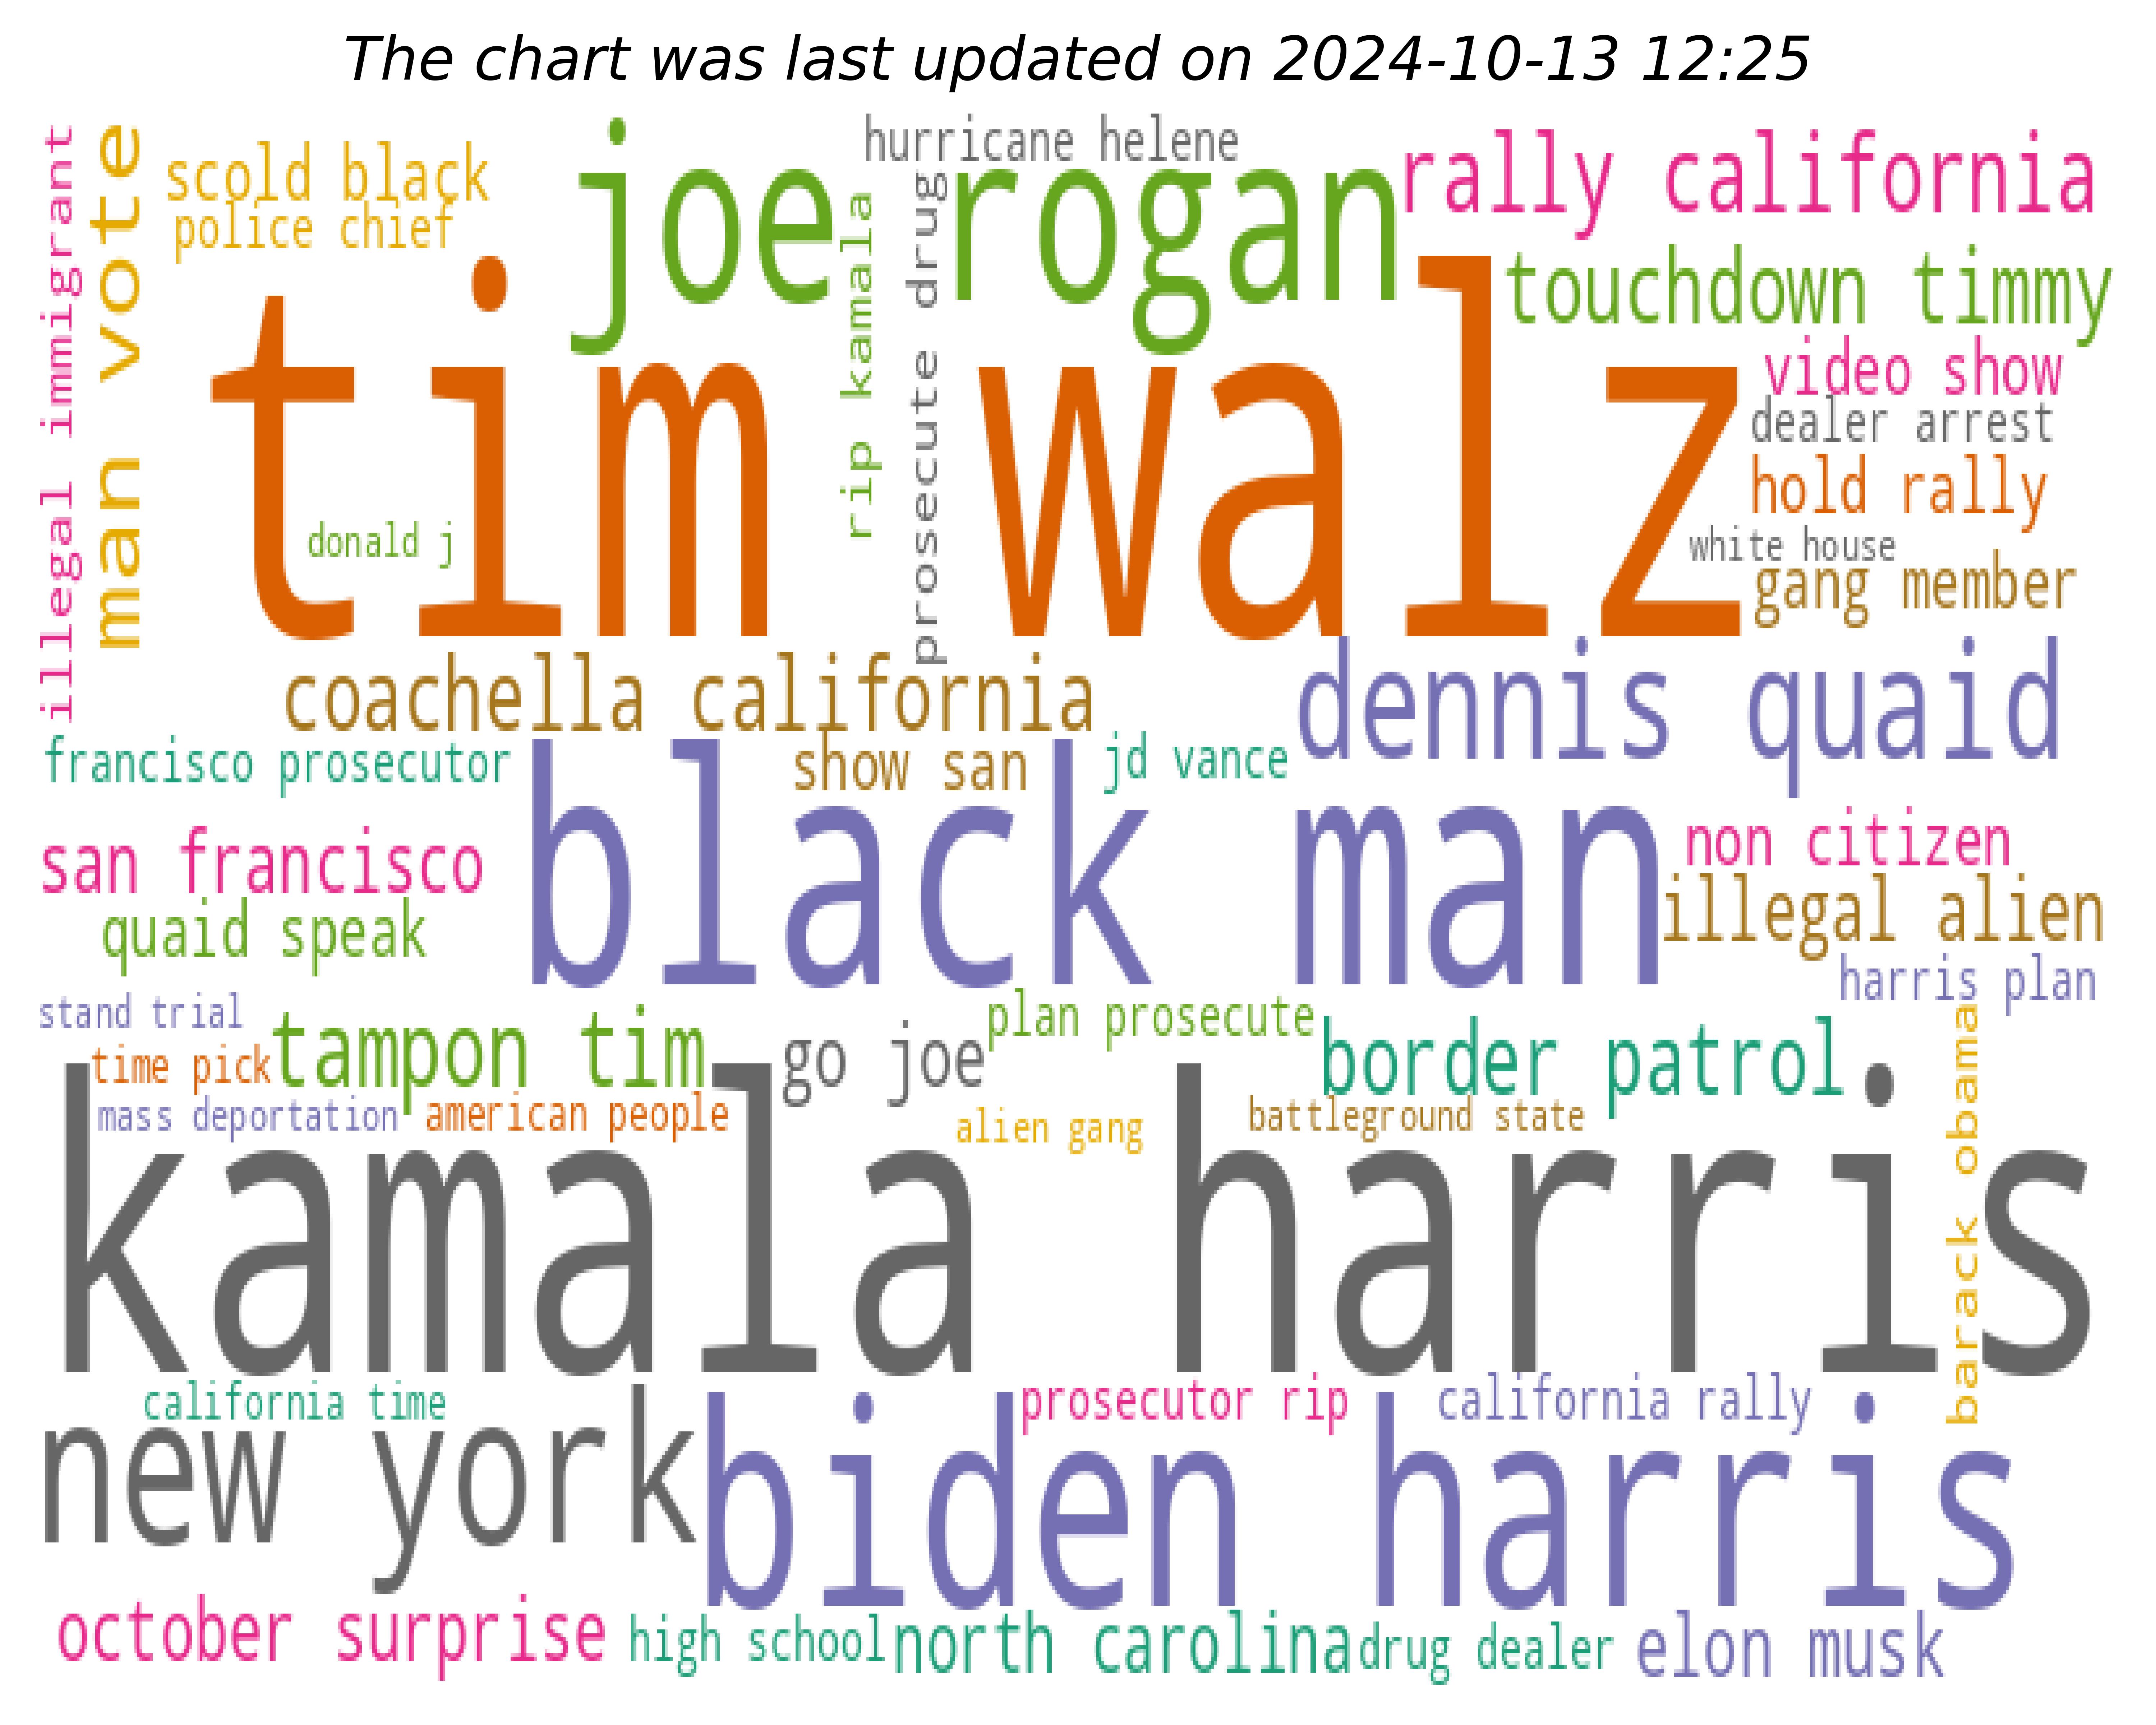 The chart was last updated on 2024-10-13 12:25
illegal immigrant
man vote
scold black
police chief
joe rogan
hurricane helene
rally california
rip kamala
prosecute drug
touchdown timmy
tim walz
video show
dealer arrest
hold rally
donald j
white house
gang member
coachella california
dennis quaid
francisco prosecutor
show san
jd vance
black man
san francisco
non citizen
quaid speak
illegal alien
harris plan
stand trial
tampon tim
go joe
plan prosecute
border patrol
time pick
barack obama
mass deportation
american people
alien gang
battleground state
kamala harris
california time
prosecutor rip
california rally
new york
biden harris
october surprise
high school
north carolina
drug dealer
elon musk